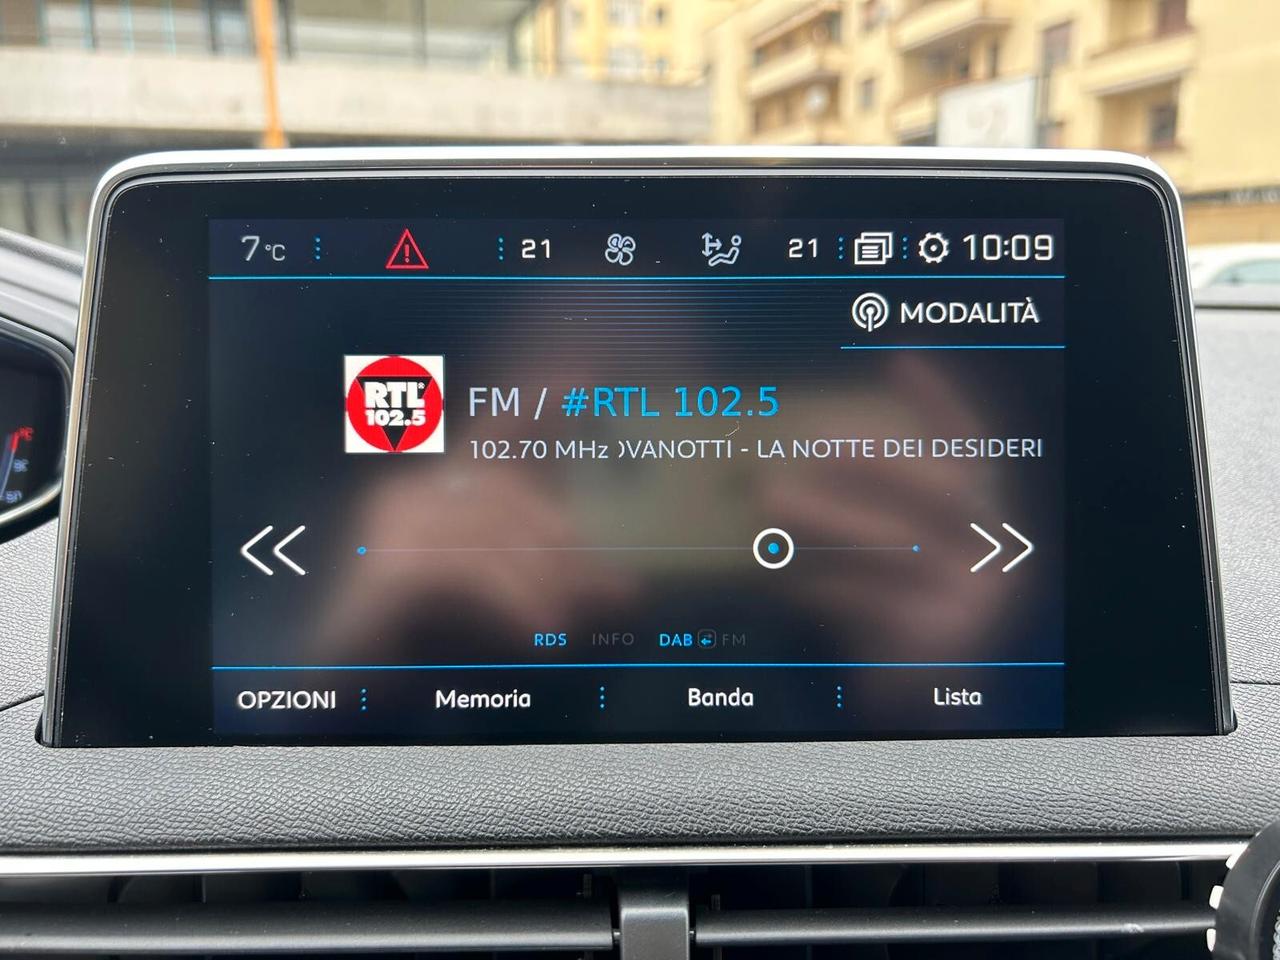 7°C 21 21 10:09
MODALITÀ
RTL
102.5
FM / #RTL 102.5
102.70 MHz OVANOTTI - LA NOTTE DEI DESIDERI
RDS INFO DAB FM
OPZIONI Memoria Banda Lista